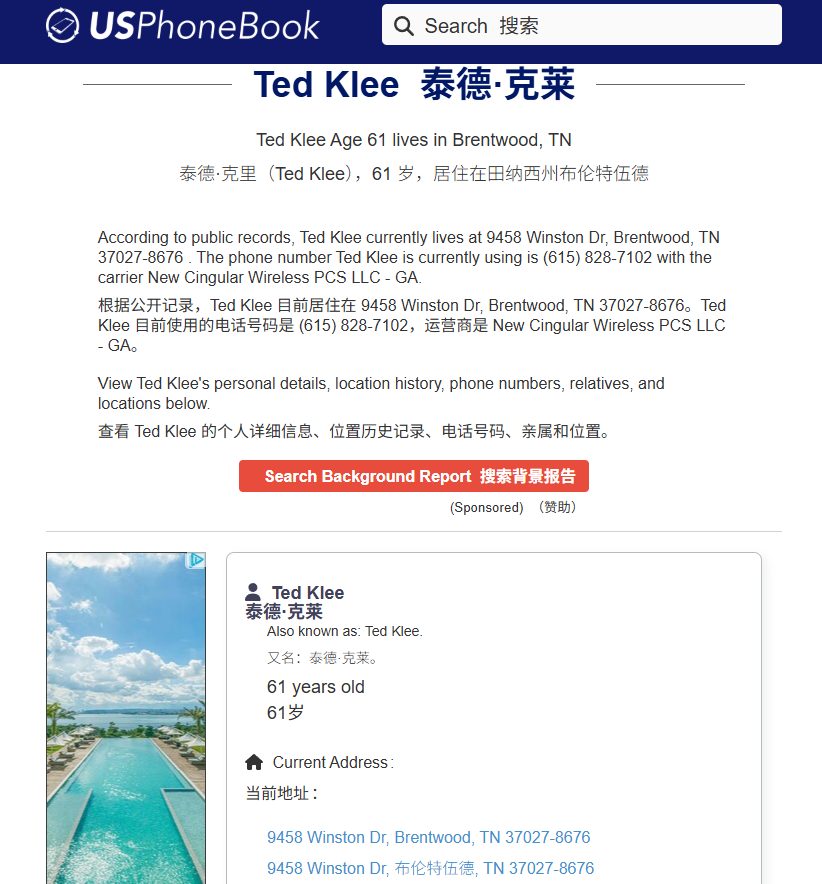 USPhoneBook
Search 搜索
Ted Klee 泰德·克莱
Ted Klee Age 61 lives in Brentwood, TN
泰德·克里（Ted Klee），61 岁，居住在田纳西州布伦特伍德
According to public records, Ted Klee currently lives at 9458 Winston Dr, Brentwood, TN
37027-8676 . The phone number Ted Klee is currently using is (615) 828-7102 with the
carrier New Cingular Wireless PCS LLC - GA.
根据公开记录，Ted Klee 目前居住在 9458 Winston Dr, Brentwood, TN 37027-8676。Ted
Klee 目前使用的电话号码是 (615) 828-7102，运营商是 New Cingular Wireless PCS LLC
- GA。
View Ted Klee's personal details, location history, phone numbers, relatives, and
locations below.
查看 Ted Klee 的个人详细信息、位置历史记录、电话号码、亲属和位置。
Search Background Report 搜索背景报告
(Sponsored) （赞助）
Ted Klee
泰德·克莱
Also known as: Ted Klee.
又名：泰德·克莱。
61 years old
61岁
Current Address:
当前地址：
9458 Winston Dr, Brentwood, TN 37027-8676
9458 Winston Dr, 布伦特伍德, TN 37027-8676